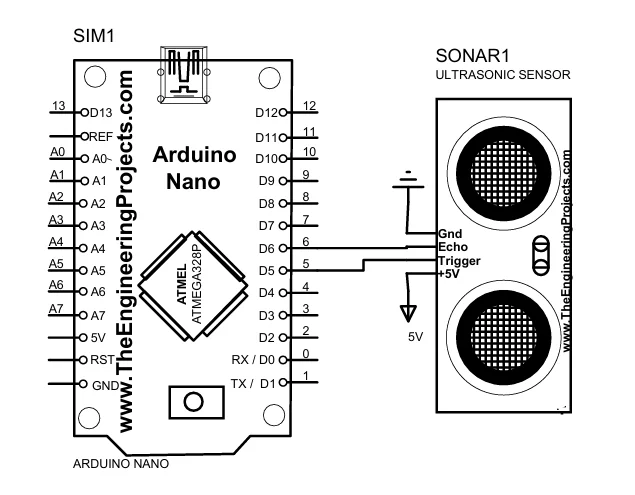 SIM1
www.TheEngineeringProjects.com
Arduino
Nano
13 D13
REF
A0 A0~
A1 A1
A2 A2
A3 A3
A4 A4
A5 A5
A6 A6
A7 A7
5V
RST
GND
D12 12
D11 11
D10 10
D9 9
D8 8
D7 7
D6 6
D5 5
D4 4
D3 3
D2 2
RX / D0 0
TX / D1 1
ATMEL
ATMEGA328P
ARDUINO NANO
SONAR1
ULTRASONIC SENSOR
Gnd
Echo
Trigger
+5V
5V
www.TheEngineeringProjects.com